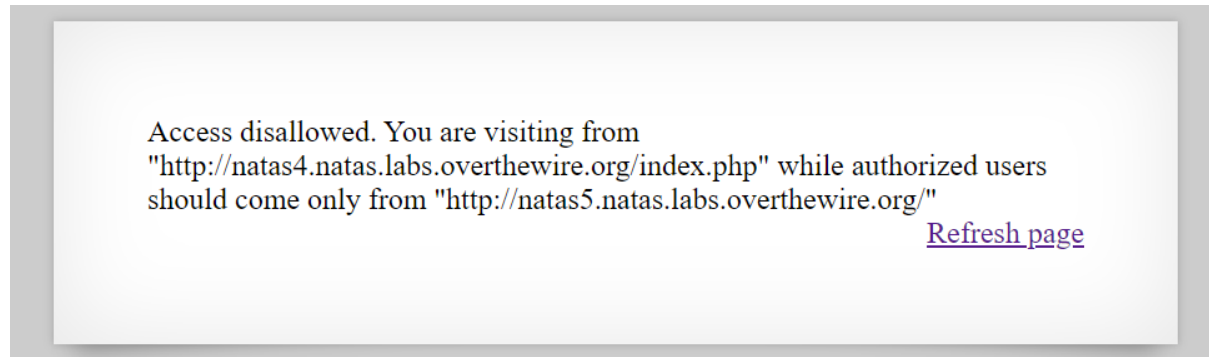 Access disallowed. You are visiting from
"http://natas4.natas.labs.overthewire.org/index.php" while authorized users
should come only from "http://natas5.natas.labs.overthewire.org/"
Refresh page